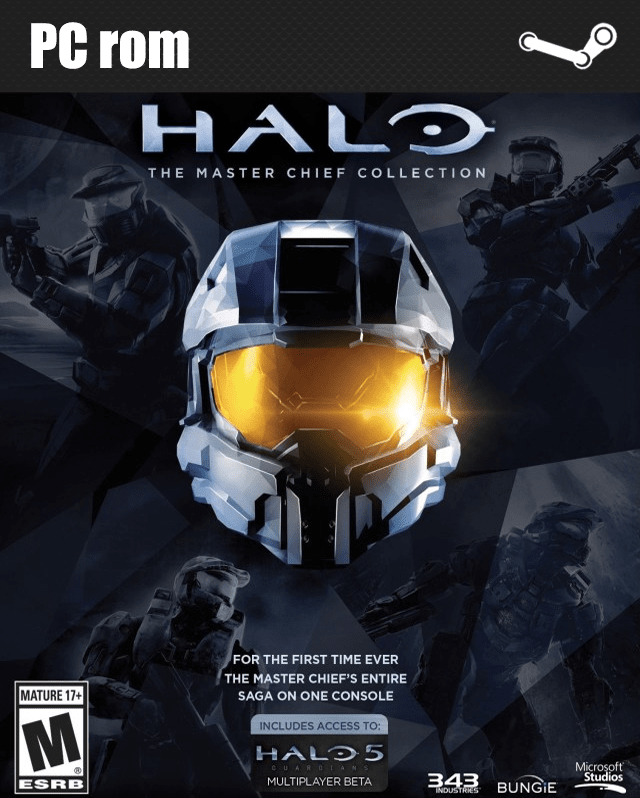 PC rom
HALO
THE MASTER CHIEF COLLECTION
FOR THE FIRST TIME EVER
THE MASTER CHIEF'S ENTIRE
SAGA ON ONE CONSOLE
INCLUDES ACCESS TO:
HALO 5
GUARDIANS
MULTIPLAYER BETA
MATURE 17+
M
®
ESRB
343
INDUSTRIES
BUNGiE
Microsoft
Studios